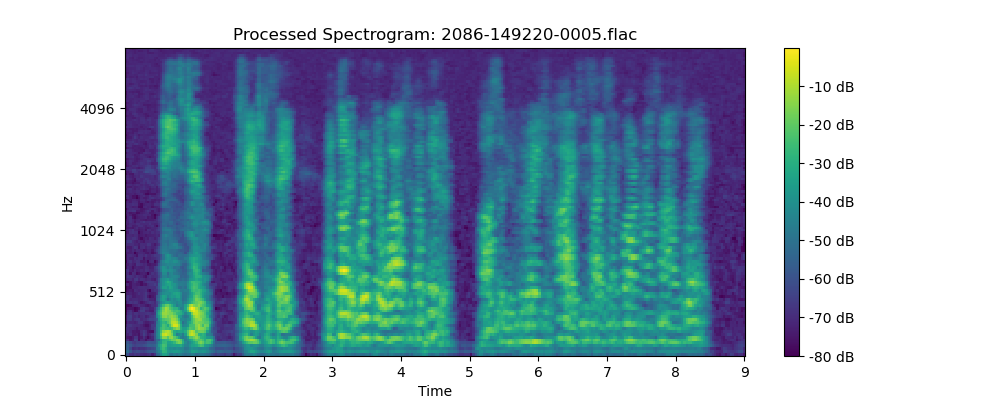 Processed Spectrogram: 2086-149220-0005.flac
Hz
4096
2048
1024
512
0
0 1 2 3 4 5 6 7 8 9
Time
-10 dB
-20 dB
-30 dB
-40 dB
-50 dB
-60 dB
-70 dB
-80 dB